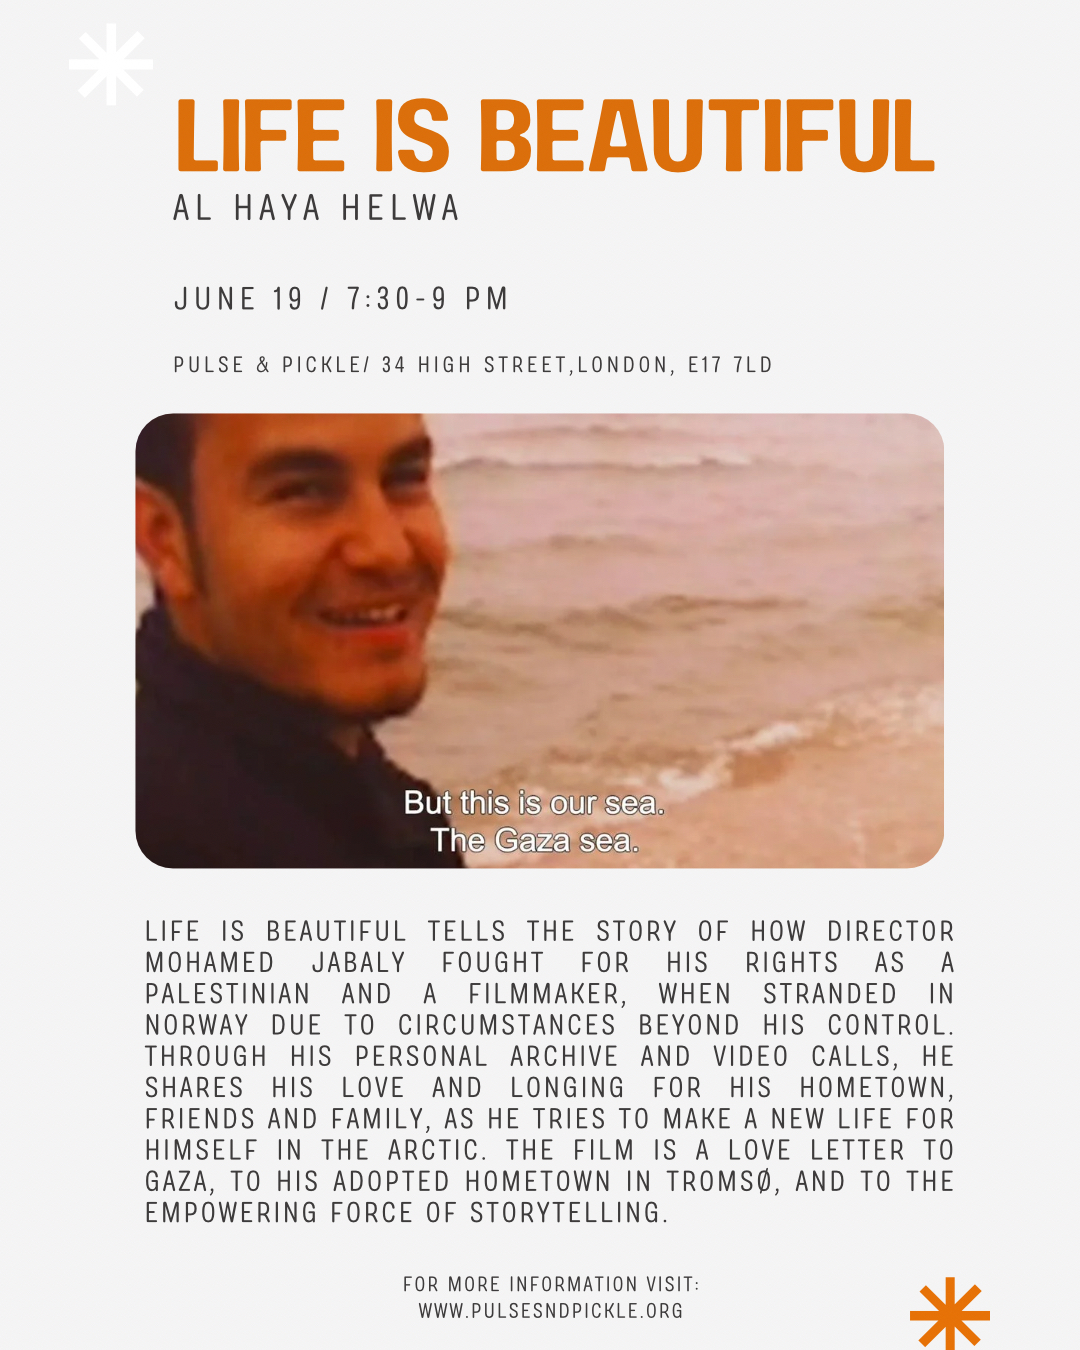 LIFE IS BEAUTIFUL
AL HAYA HELWA
JUNE 19 / 7:30-9 PM
PULSE & PICKLE/ 34 HIGH STREET,LONDON, E17 7LD
But this is our sea.
The Gaza sea.
LIFE IS BEAUTIFUL TELLS THE STORY OF HOW DIRECTOR
MOHAMED JABALY FOUGHT FOR HIS RIGHTS AS A
PALESTINIAN AND A FILMMAKER, WHEN STRANDED IN
NORWAY DUE TO CIRCUMSTANCES BEYOND HIS CONTROL.
THROUGH HIS PERSONAL ARCHIVE AND VIDEO CALLS, HE
SHARES HIS LOVE AND LONGING FOR HIS HOMETOWN,
FRIENDS AND FAMILY, AS HE TRIES TO MAKE A NEW LIFE FOR
HIMSELF IN THE ARCTIC. THE FILM IS A LOVE LETTER TO
GAZA, TO HIS ADOPTED HOMETOWN IN TROMSØ, AND TO THE
EMPOWERING FORCE OF STORYTELLING.
FOR MORE INFORMATION VISIT:
WWW.PULSESNDPICKLE.ORG